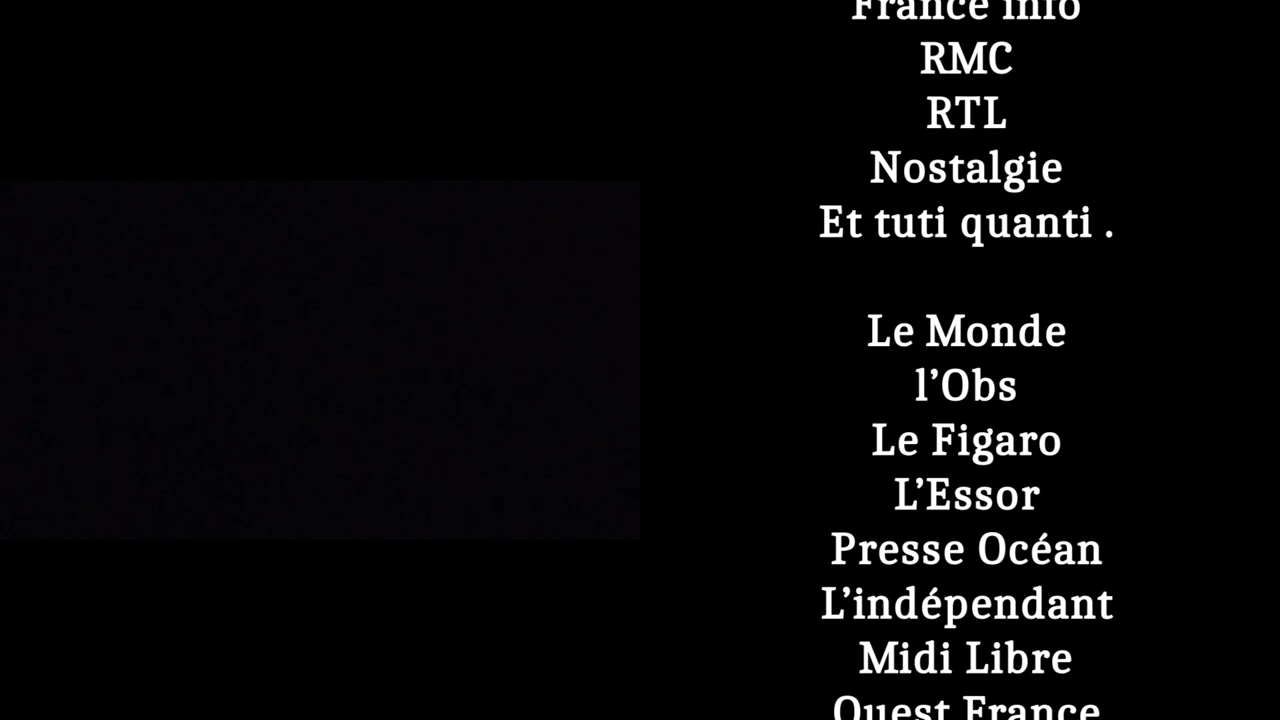 France info
RMC
RTL
Nostalgie
Et tuti quanti .
Le Monde
l’Obs
Le Figaro
L’Essor
Presse Océan
L’indépendant
Midi Libre
Ouest France